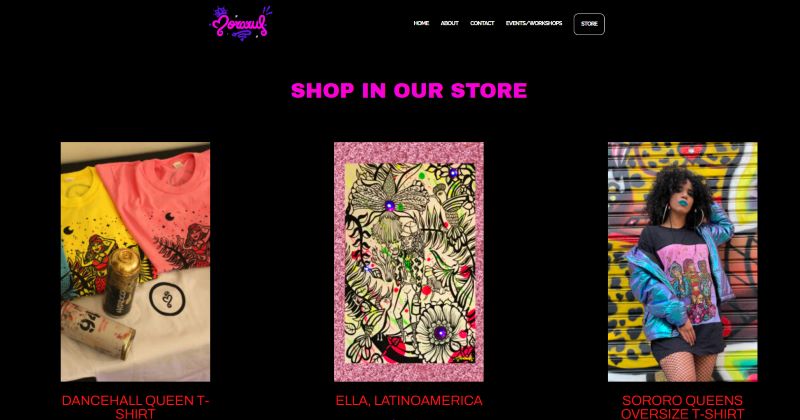 HOME
ABOUT
CONTACT
EVENTS/WORKSHOPS
STORE
SHOP IN OUR STORE
94
DANCEHALL QUEEN T-
SHIRT
ELLA, LATINOAMERICA
SORORO QUEENS
OVERSIZE T-SHIRT